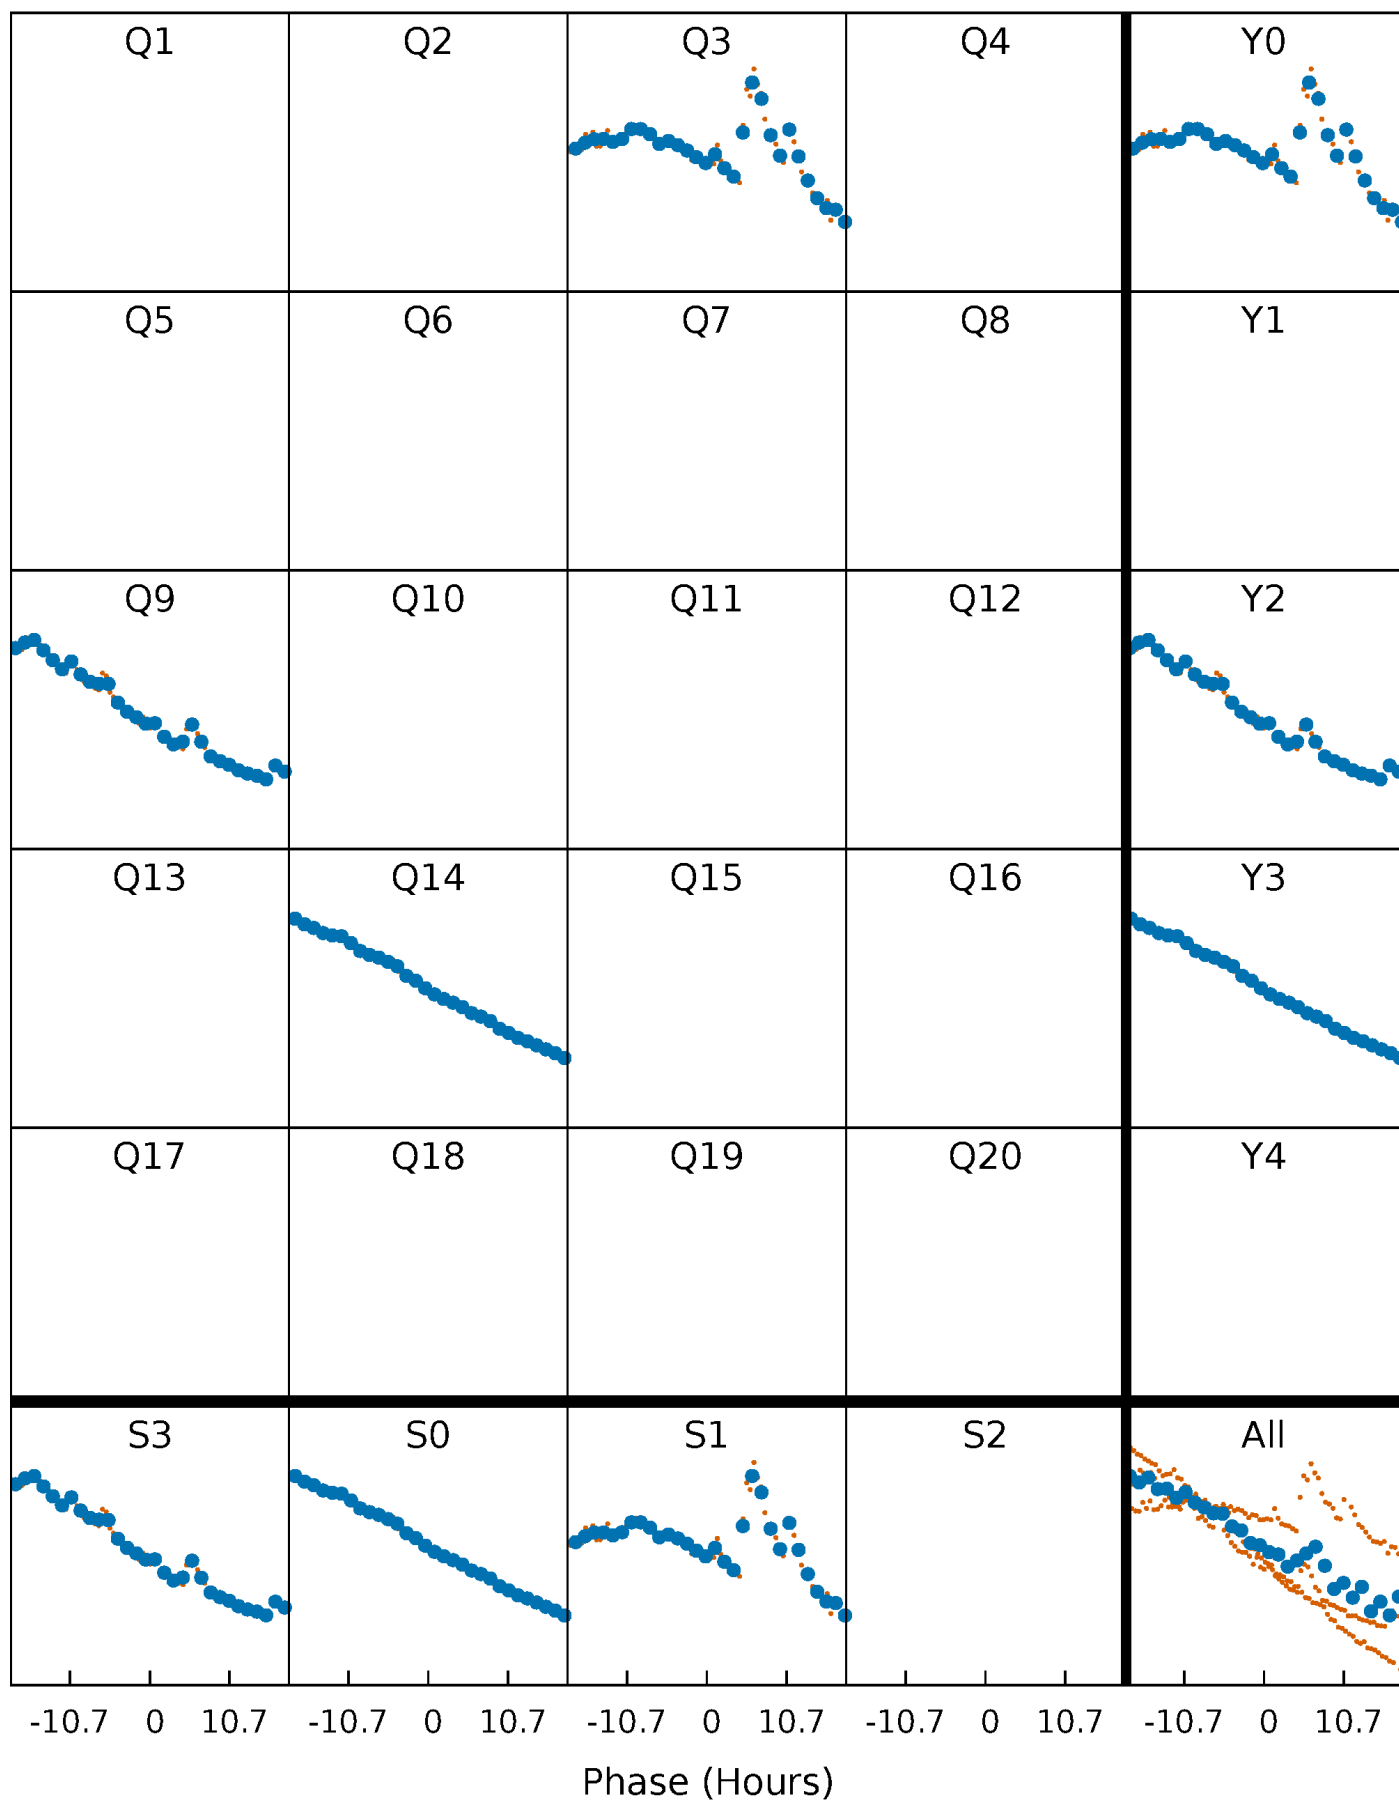 Q1 Q2 Q3 Q4 Y0
Q5 Q6 Q7 Q8 Y1
Q9 Q10 Q11 Q12 Y2
Q13 Q14 Q15 Q16 Y3
Q17 Q18 Q19 Q20 Y4
S3 S0 S1 S2 All
-10.7 0 10.7 -10.7 0 10.7 -10.7 0 10.7 -10.7 0 10.7 -10.7 0 10.7
Phase (Hours)